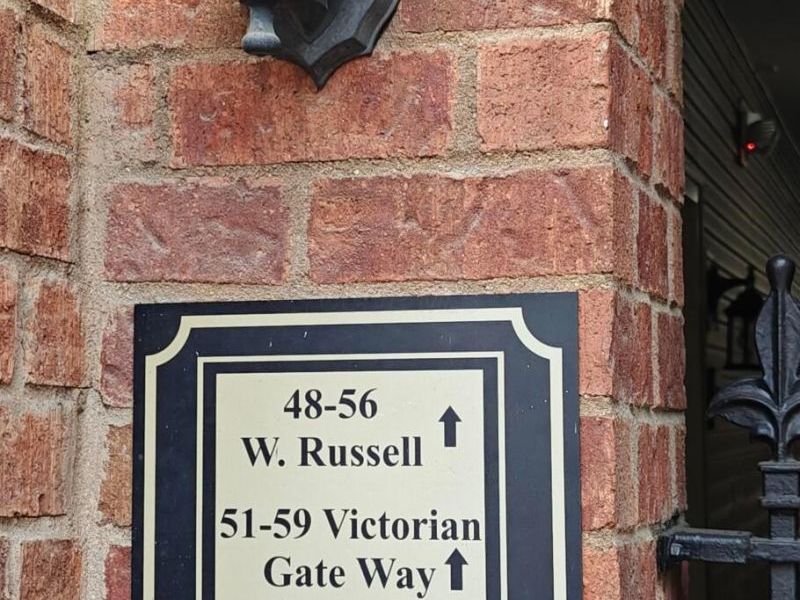 48-56
W. Russell ↑
51-59 Victorian
Gate Way ↑